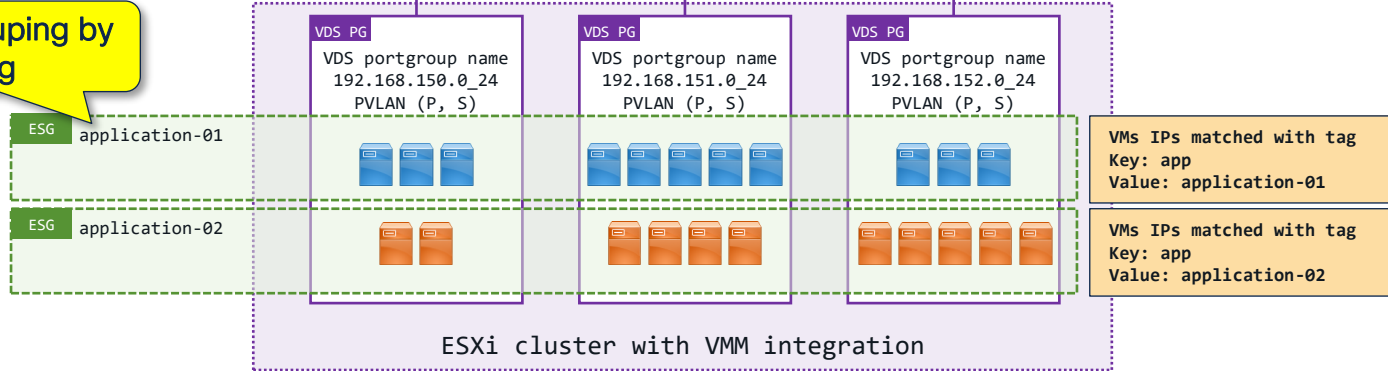 uping by
g
VDS PG
VDS portgroup name
192.168.150.0_24
PVLAN (P, S)
VDS PG
VDS portgroup name
192.168.151.0_24
PVLAN (P, S)
VDS PG
VDS portgroup name
192.168.152.0_24
PVLAN (P, S)
ESG application-01
VMs IPs matched with tag
Key: app
Value: application-01
ESG application-02
VMs IPs matched with tag
Key: app
Value: application-02
ESXi cluster with VMM integration